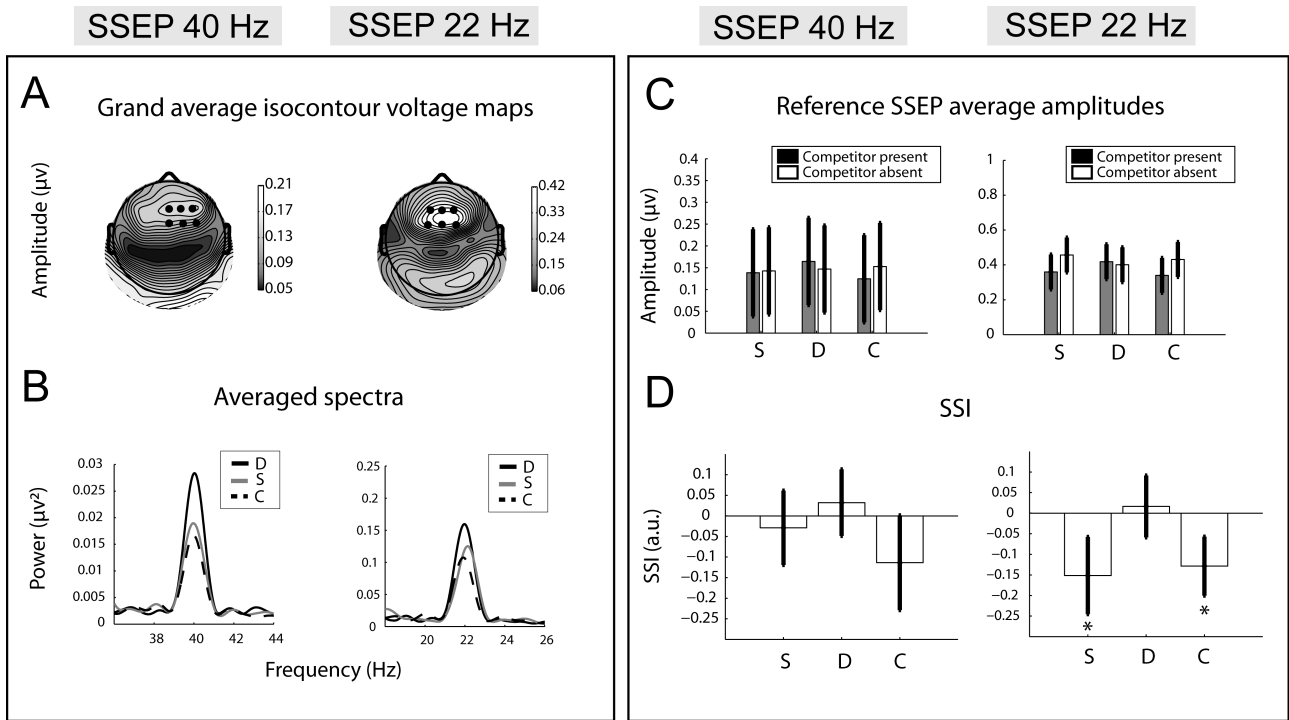 SSEP 40 Hz
SSEP 22 Hz
SSEP 40 Hz
SSEP 22 Hz
A
Grand average isocontour voltage maps
Amplitude (μv)
0.21
0.17
0.13
0.09
0.05
0.42
0.33
0.24
0.15
0.06
B
Averaged spectra
Power (μv²)
0.03
0.025
0.02
0.015
0.01
0.005
0
38
40
42
44
D
S
C
0.25
0.2
0.15
0.1
0.05
0
20
22
24
26
D
S
C
Frequency (Hz)
C
Reference SSEP average amplitudes
Amplitude (μv)
0.4
0.35
0.3
0.25
0.2
0.15
0.1
0.05
0
Competitor present
Competitor absent
S
D
C
1
0.8
0.6
0.4
0.2
0
Competitor present
Competitor absent
S
D
C
D
SSI
SSI (a.u.)
0.1
0.05
0
−0.05
−0.1
−0.15
−0.2
−0.25
S
D
C
0.1
0.05
0
−0.05
−0.1
−0.15
−0.2
−0.25
*
*
S
D
C